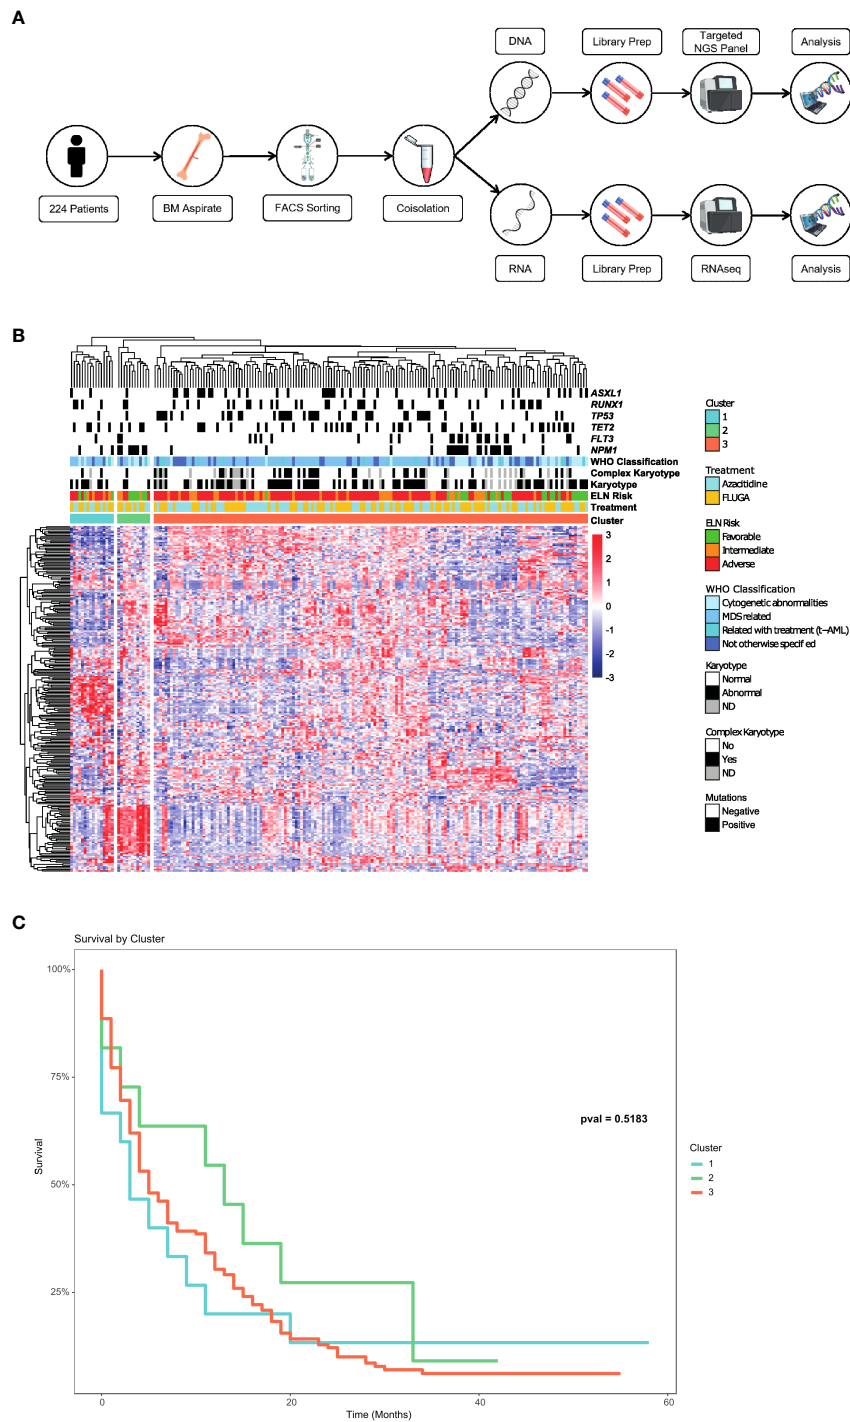 A
DNA
Library Prep
Targeted
NGS Panel
Analysis
224 Patients
BM Aspirate
FACS Sorting
Coisolation
RNA
Library Prep
RNAseq
Analysis
B
ASXL1
RUNX1
TP53
TET2
FLT3
NPM1
WHO Classification
Complex Karyotype
Karyotype
ELN Risk
Treatment
Cluster
3
2
1
0
-1
-2
-3
Cluster
1
2
3
Treatment
Azacitidine
FLUGA
ELN Risk
Favorable
Intermediate
Adverse
WHO Classification
Cytogenetic abnormalities
MDS related
Related with treatment (t−AML)
Not otherwise specif ed
Karyotype
Normal
Abnormal
ND
Complex Karyotype
No
Yes
ND
Mutations
Negative
Positive
C
Survival by Cluster
100%
75%
50%
25%
Survival
pval = 0.5183
0
20
40
60
Time (Months)
Cluster
1
2
3